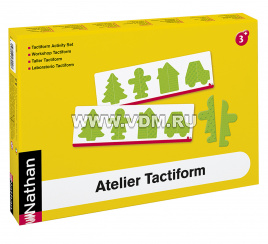 Tactiform Activity Set
Workshop Tactiform
Taller Tactiform
Laboratorio Tactiform
3+
WWW.VDM.RU
Atelier Tactiform
Nathan